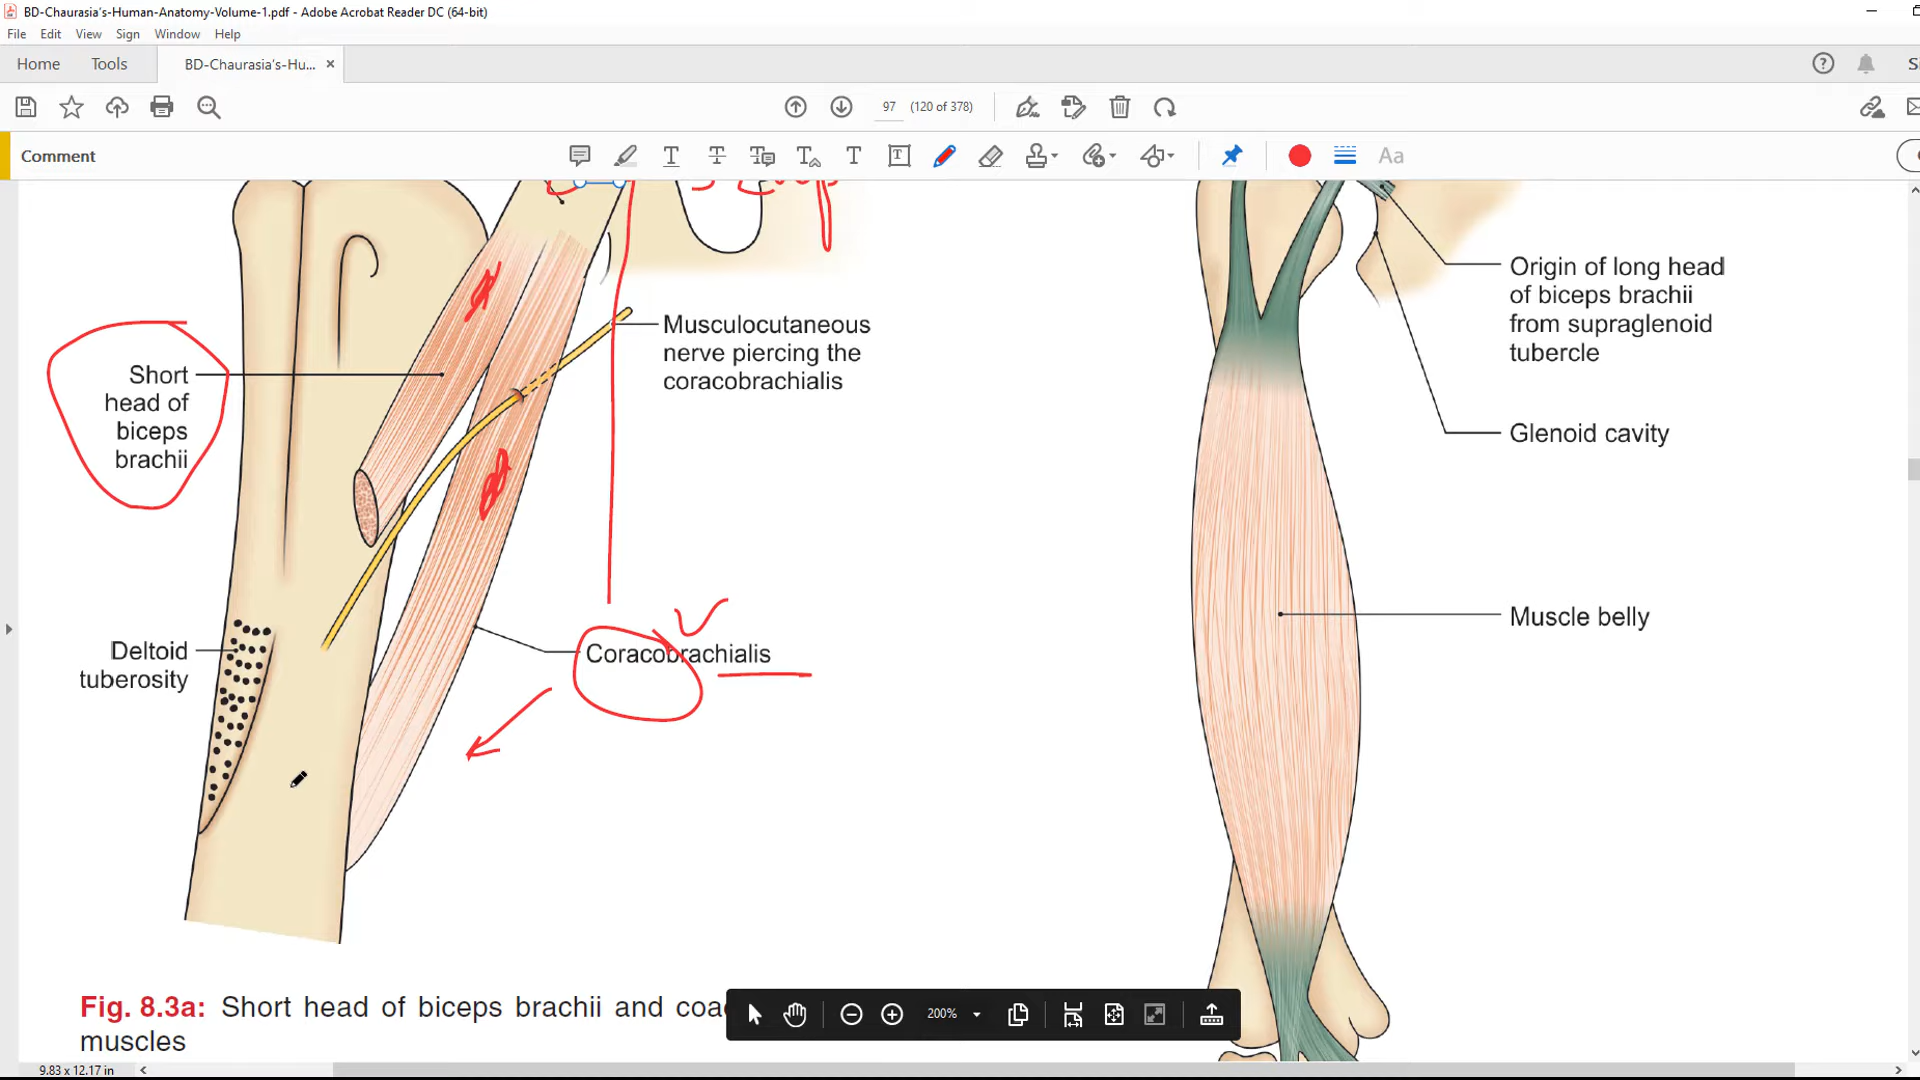 BD-Chaurasia's-Human-Anatomy-Volume-1.pdf - Adobe Acrobat Reader DC (64-bit)
File Edit View Sign Window Help
Home Tools BD-Chaurasia's-Hu... ×
97 (120 of 378)
Comment
Aa
Short
head of
biceps
brachii
Musculocutaneous
nerve piercing the
coracobrachialis
Deltoid
tuberosity
Coracobrachialis
Origin of long head
of biceps brachii
from supraglenoid
tubercle
Glenoid cavity
Muscle belly
Fig. 8.3a: Short head of biceps brachii and
muscles
200%
9.83 x 12.17 in